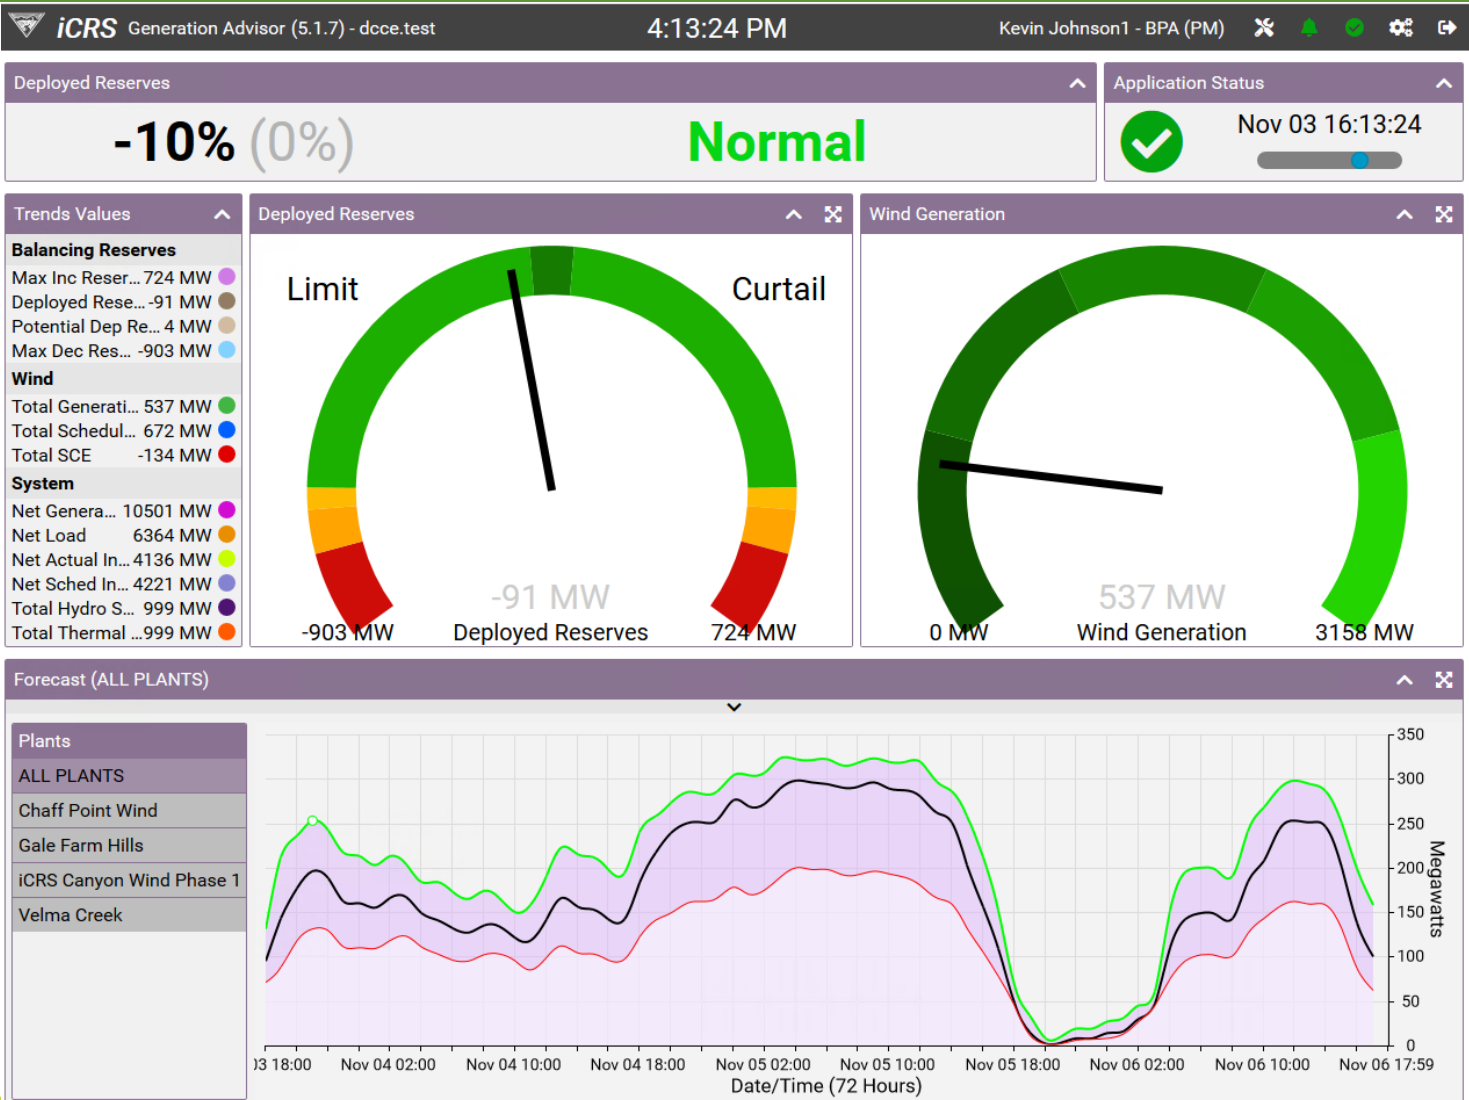 iCRS Generation Advisor (5.1.7) - dcce.test
4:13:24 PM
Kevin Johnson1 - BPA (PM)
Deployed Reserves
-10% (0%)
Normal
Application Status
Nov 03 16:13:24
Trends Values
Balancing Reserves
Max Inc Reser... 724 MW
Deployed Rese... -91 MW
Potential Dep Re... 4 MW
Max Dec Res... -903 MW
Wind
Total Generati... 537 MW
Total Schedul... 672 MW
Total SCE -134 MW
System
Net Genera... 10501 MW
Net Load 6364 MW
Net Actual In... 4136 MW
Net Sched In... 4221 MW
Total Hydro S... 999 MW
Total Thermal ... 999 MW
Deployed Reserves
Limit
Curtail
-91 MW
-903 MW
Deployed Reserves
724 MW
Wind Generation
537 MW
0 MW
Wind Generation
3158 MW
Forecast (ALL PLANTS)
Plants
ALL PLANTS
Chaff Point Wind
Gale Farm Hills
iCRS Canyon Wind Phase 1
Velma Creek
350
300
250
200
150
100
50
0
Megawatts
03 18:00
Nov 04 02:00
Nov 04 10:00
Nov 04 18:00
Nov 05 02:00
Nov 05 10:00
Nov 05 18:00
Nov 06 02:00
Nov 06 10:00
Nov 06 17:59
Date/Time (72 Hours)